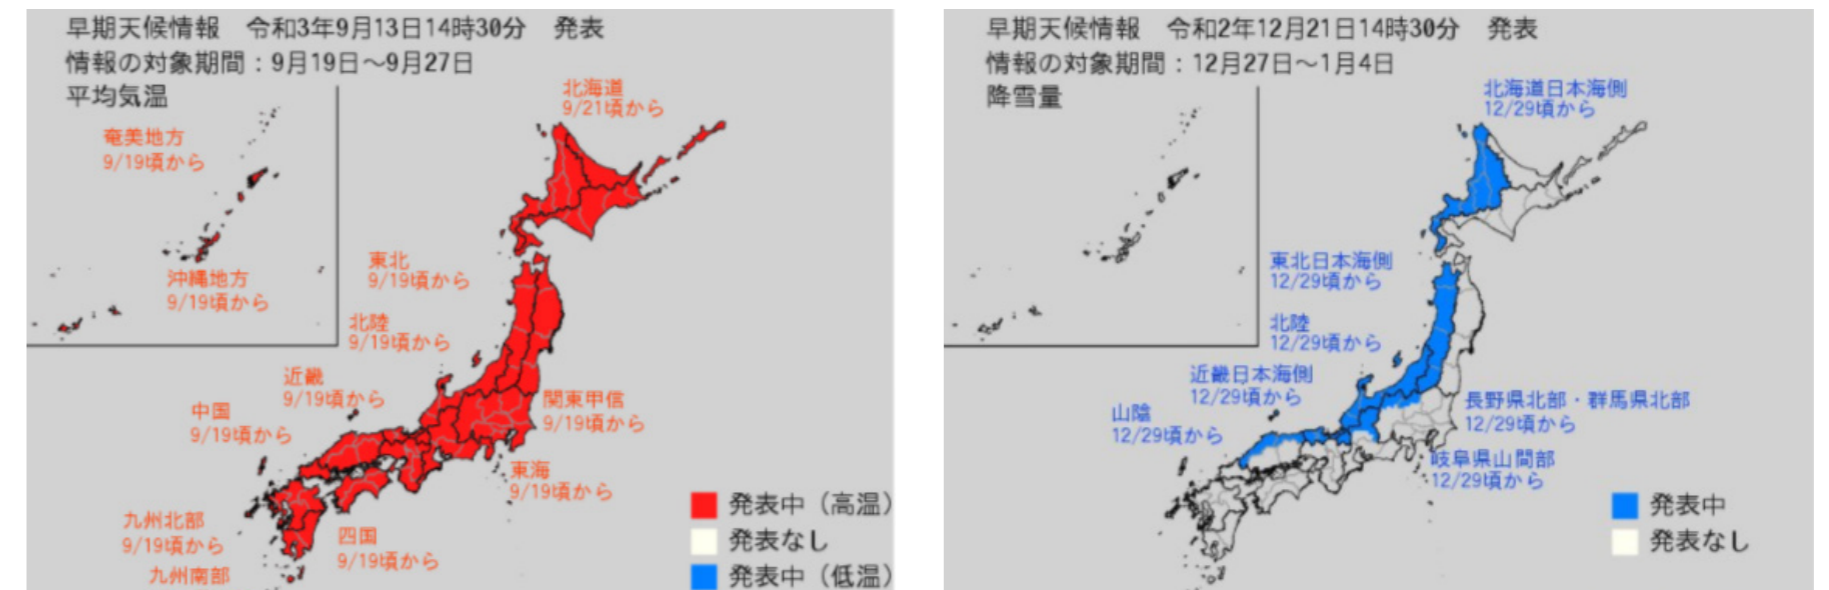 早期天候情報　令和3年9月13日14時30分　発表
情報の対象期間：9月19日～9月27日
平均気温
北海道
9/21頃から
奄美地方
9/19頃から
沖縄地方
9/19頃から
東北
9/19頃から
北陸
9/19頃から
近畿
9/19頃から
中国
9/19頃から
関東甲信
9/19頃から
東海
9/19頃から
九州北部
9/19頃から
四国
9/19頃から
九州南部
発表中（高温）
発表なし
発表中（低温）
早期天候情報　令和2年12月21日14時30分　発表
情報の対象期間：12月27日～1月4日
降雪量
北海道日本海側
12/29頃から
東北日本海側
12/29頃から
北陸
12/29頃から
近畿日本海側
12/29頃から
山陰
12/29頃から
長野県北部・群馬県北部
12/29頃から
岐阜県山間部
12/29頃から
発表中
発表なし